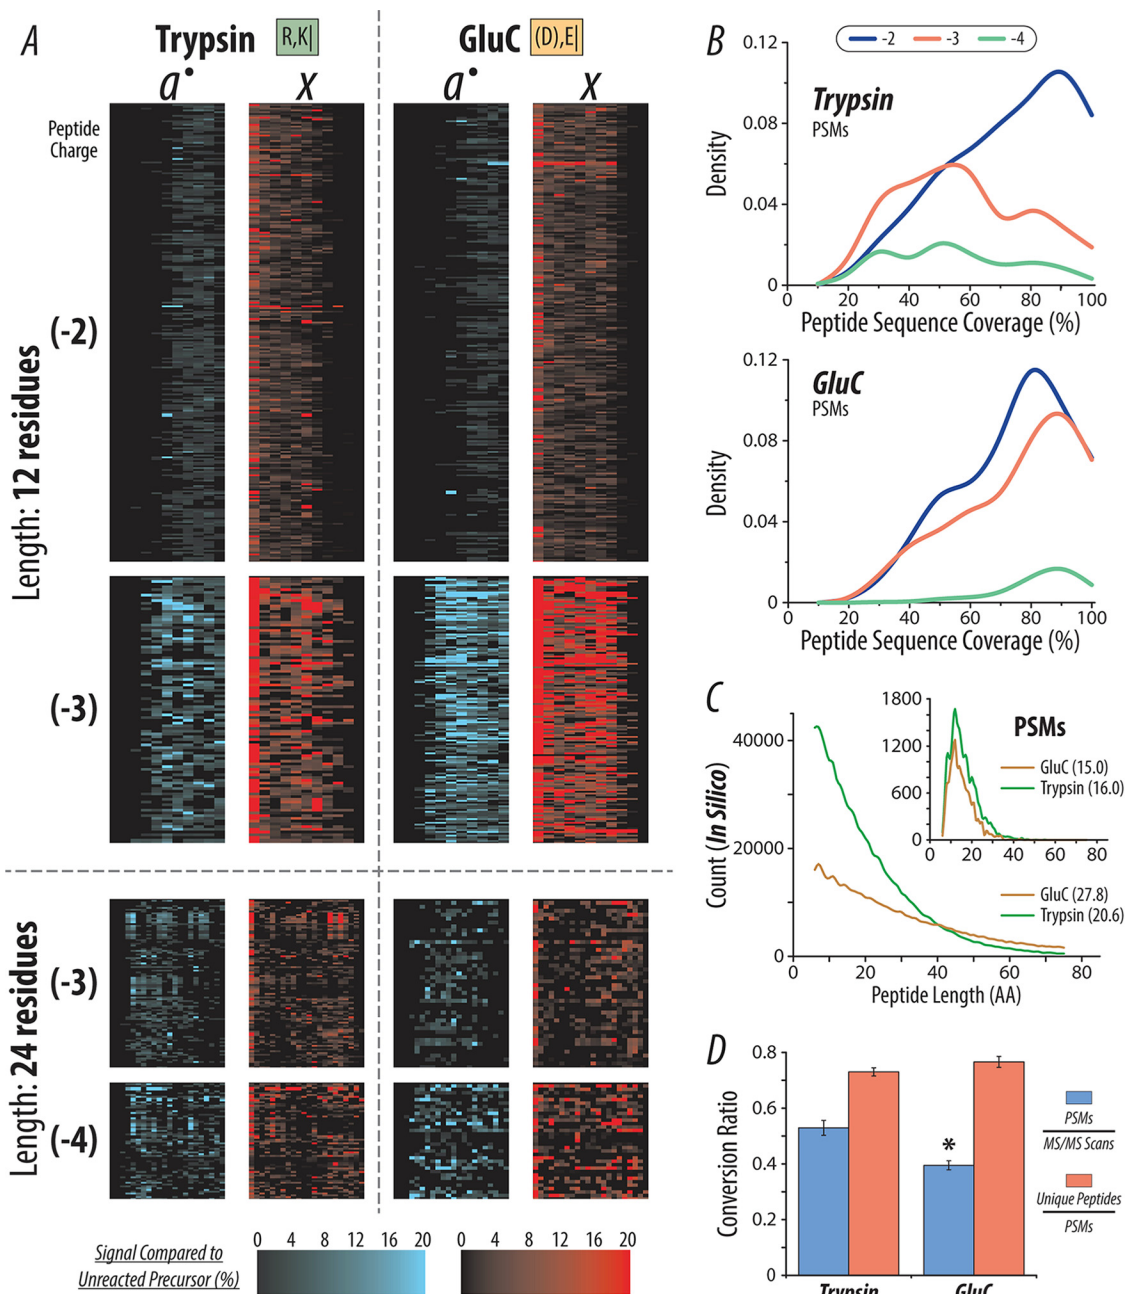 A
Trypsin R,K|
GluC (D),E|
a• x a• x
Peptide
Charge
(-2)
Length: 12 residues
(-3)
(-3)
Length: 24 residues
(-4)
Signal Compared to
Unreacted Precursor (%)
0 4 8 12 16 20
0 4 8 12 16 20
B
-2 -3 -4
Trypsin
PSMs
Density
0.12
0.08
0.04
0
0 20 40 60 80 100
Peptide Sequence Coverage (%)
GluC
PSMs
Density
0.12
0.08
0.04
0
0 20 40 60 80 100
Peptide Sequence Coverage (%)
C
Count (In Silico)
40000
20000
0
0 20 40 60 80
Peptide Length (AA)
PSMs
1800
1200
600
0
0 20 40 60 80
GluC (15.0)
Trypsin (16.0)
GluC (27.8)
Trypsin (20.6)
D
Conversion Ratio
0.8
0.6
0.4
0.2
0
*
Trypsin GluC
PSMs
MS/MS Scans
Unique Peptides
PSMs